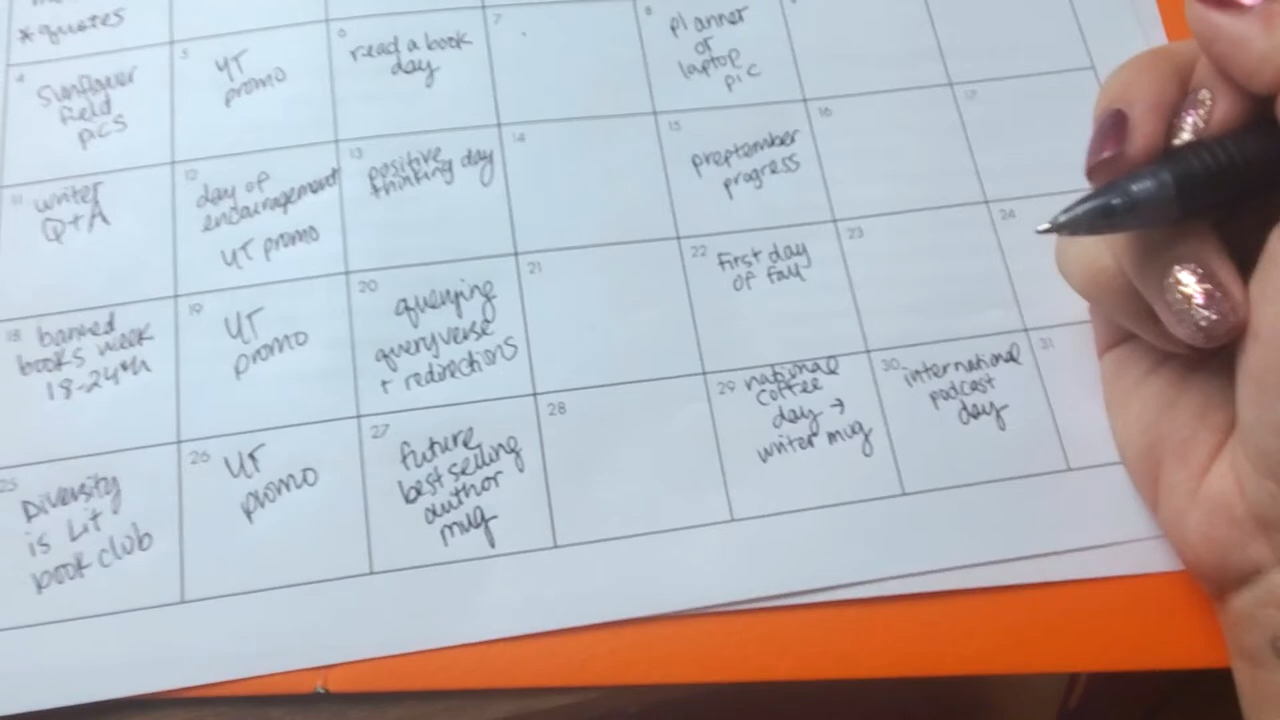 *quotes
4
sunflower
field
pics
5
YT
promo
6
read a book
day
7
8
planner
or
laptop
pic
11
writer
Q+A
12
day of
encouragement
YT promo
13
positive
thinking day
14
15
preptember
progress
16
17
18
banned
books week
18-24th
19
YT
promo
20
querying
queryverse
+ redirections
21
22
first day
of fall
23
24
25
Diversity
is Lit
book club
26
YT
promo
27
future
best selling
author
mug
28
29
national
coffee
day →
writer mug
30
international
podcast
day
31